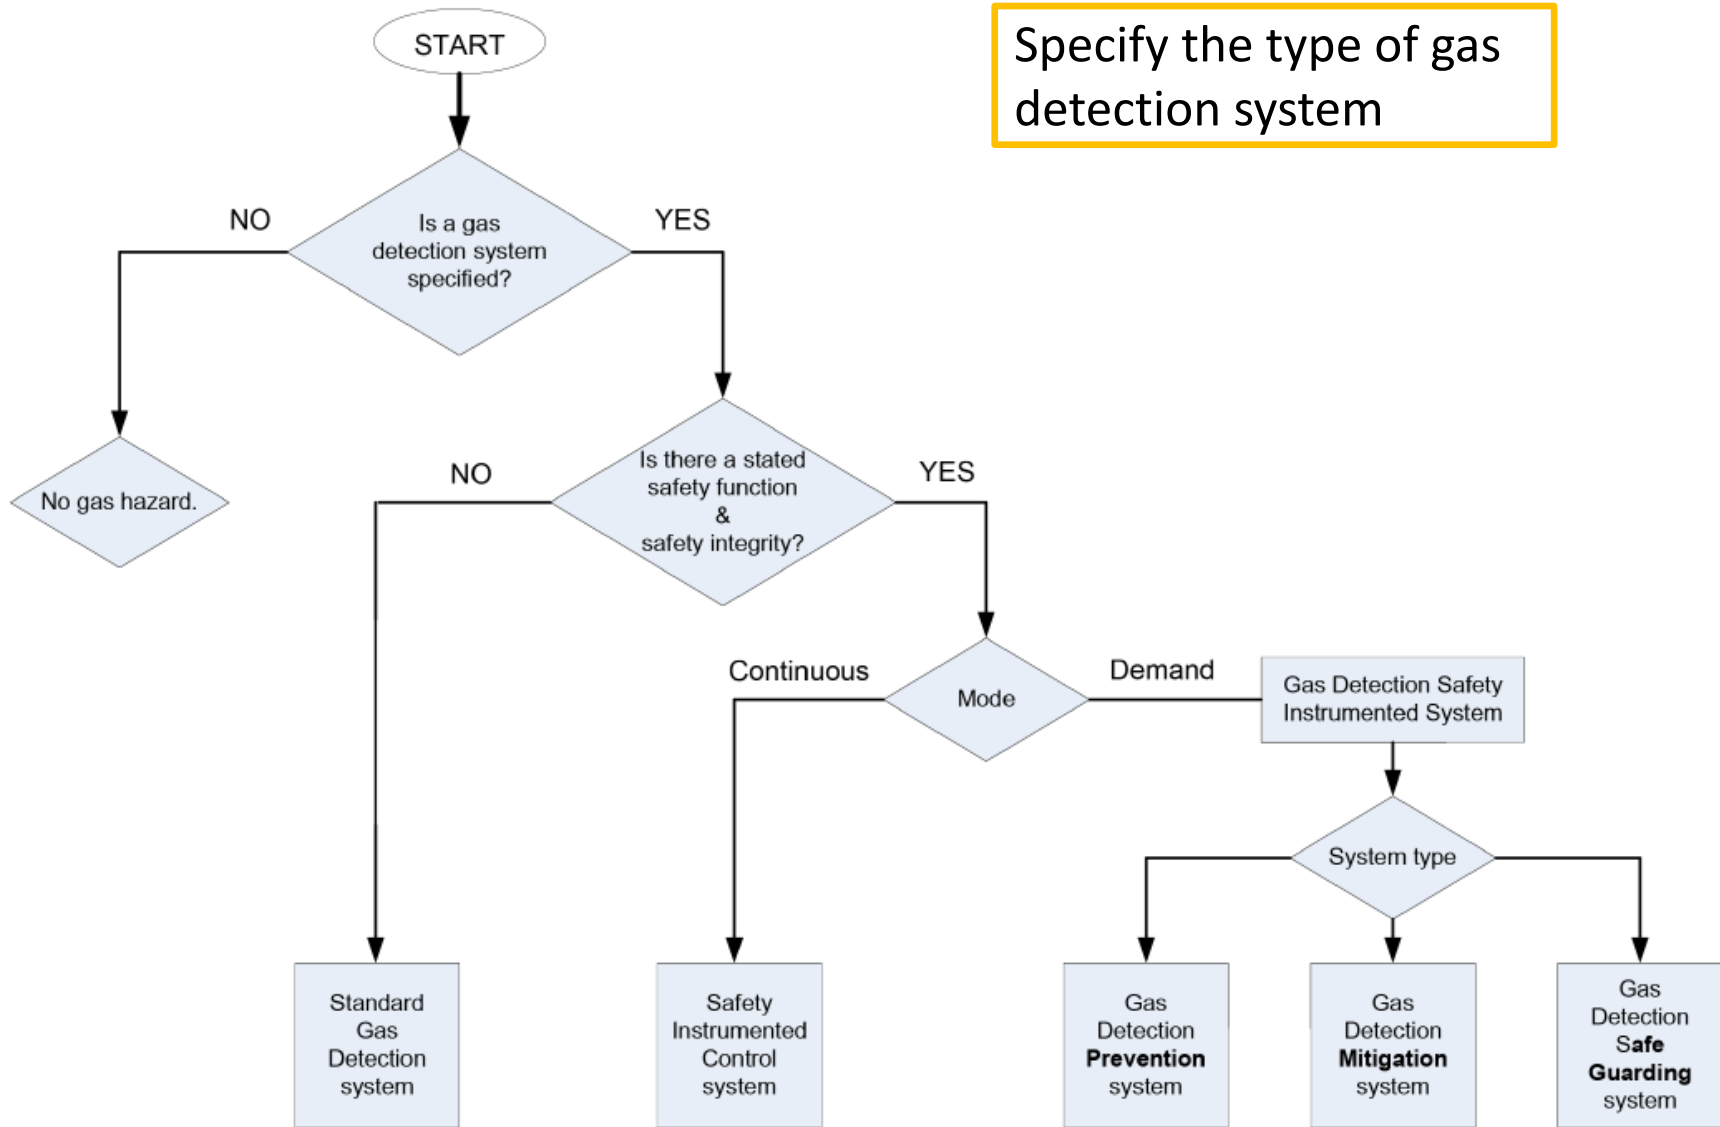 START
Specify the type of gas
detection system
NO
YES
Is a gas
detection system
specified?
No gas hazard.
NO
YES
Is there a stated
safety function
&
safety integrity?
Continuous
Demand
Mode
Gas Detection Safety
Instrumented System
System type
Standard
Gas
Detection
system
Safety
Instrumented
Control
system
Gas
Detection
Prevention
system
Gas
Detection
Mitigation
system
Gas
Detection
Safe
Guarding
system